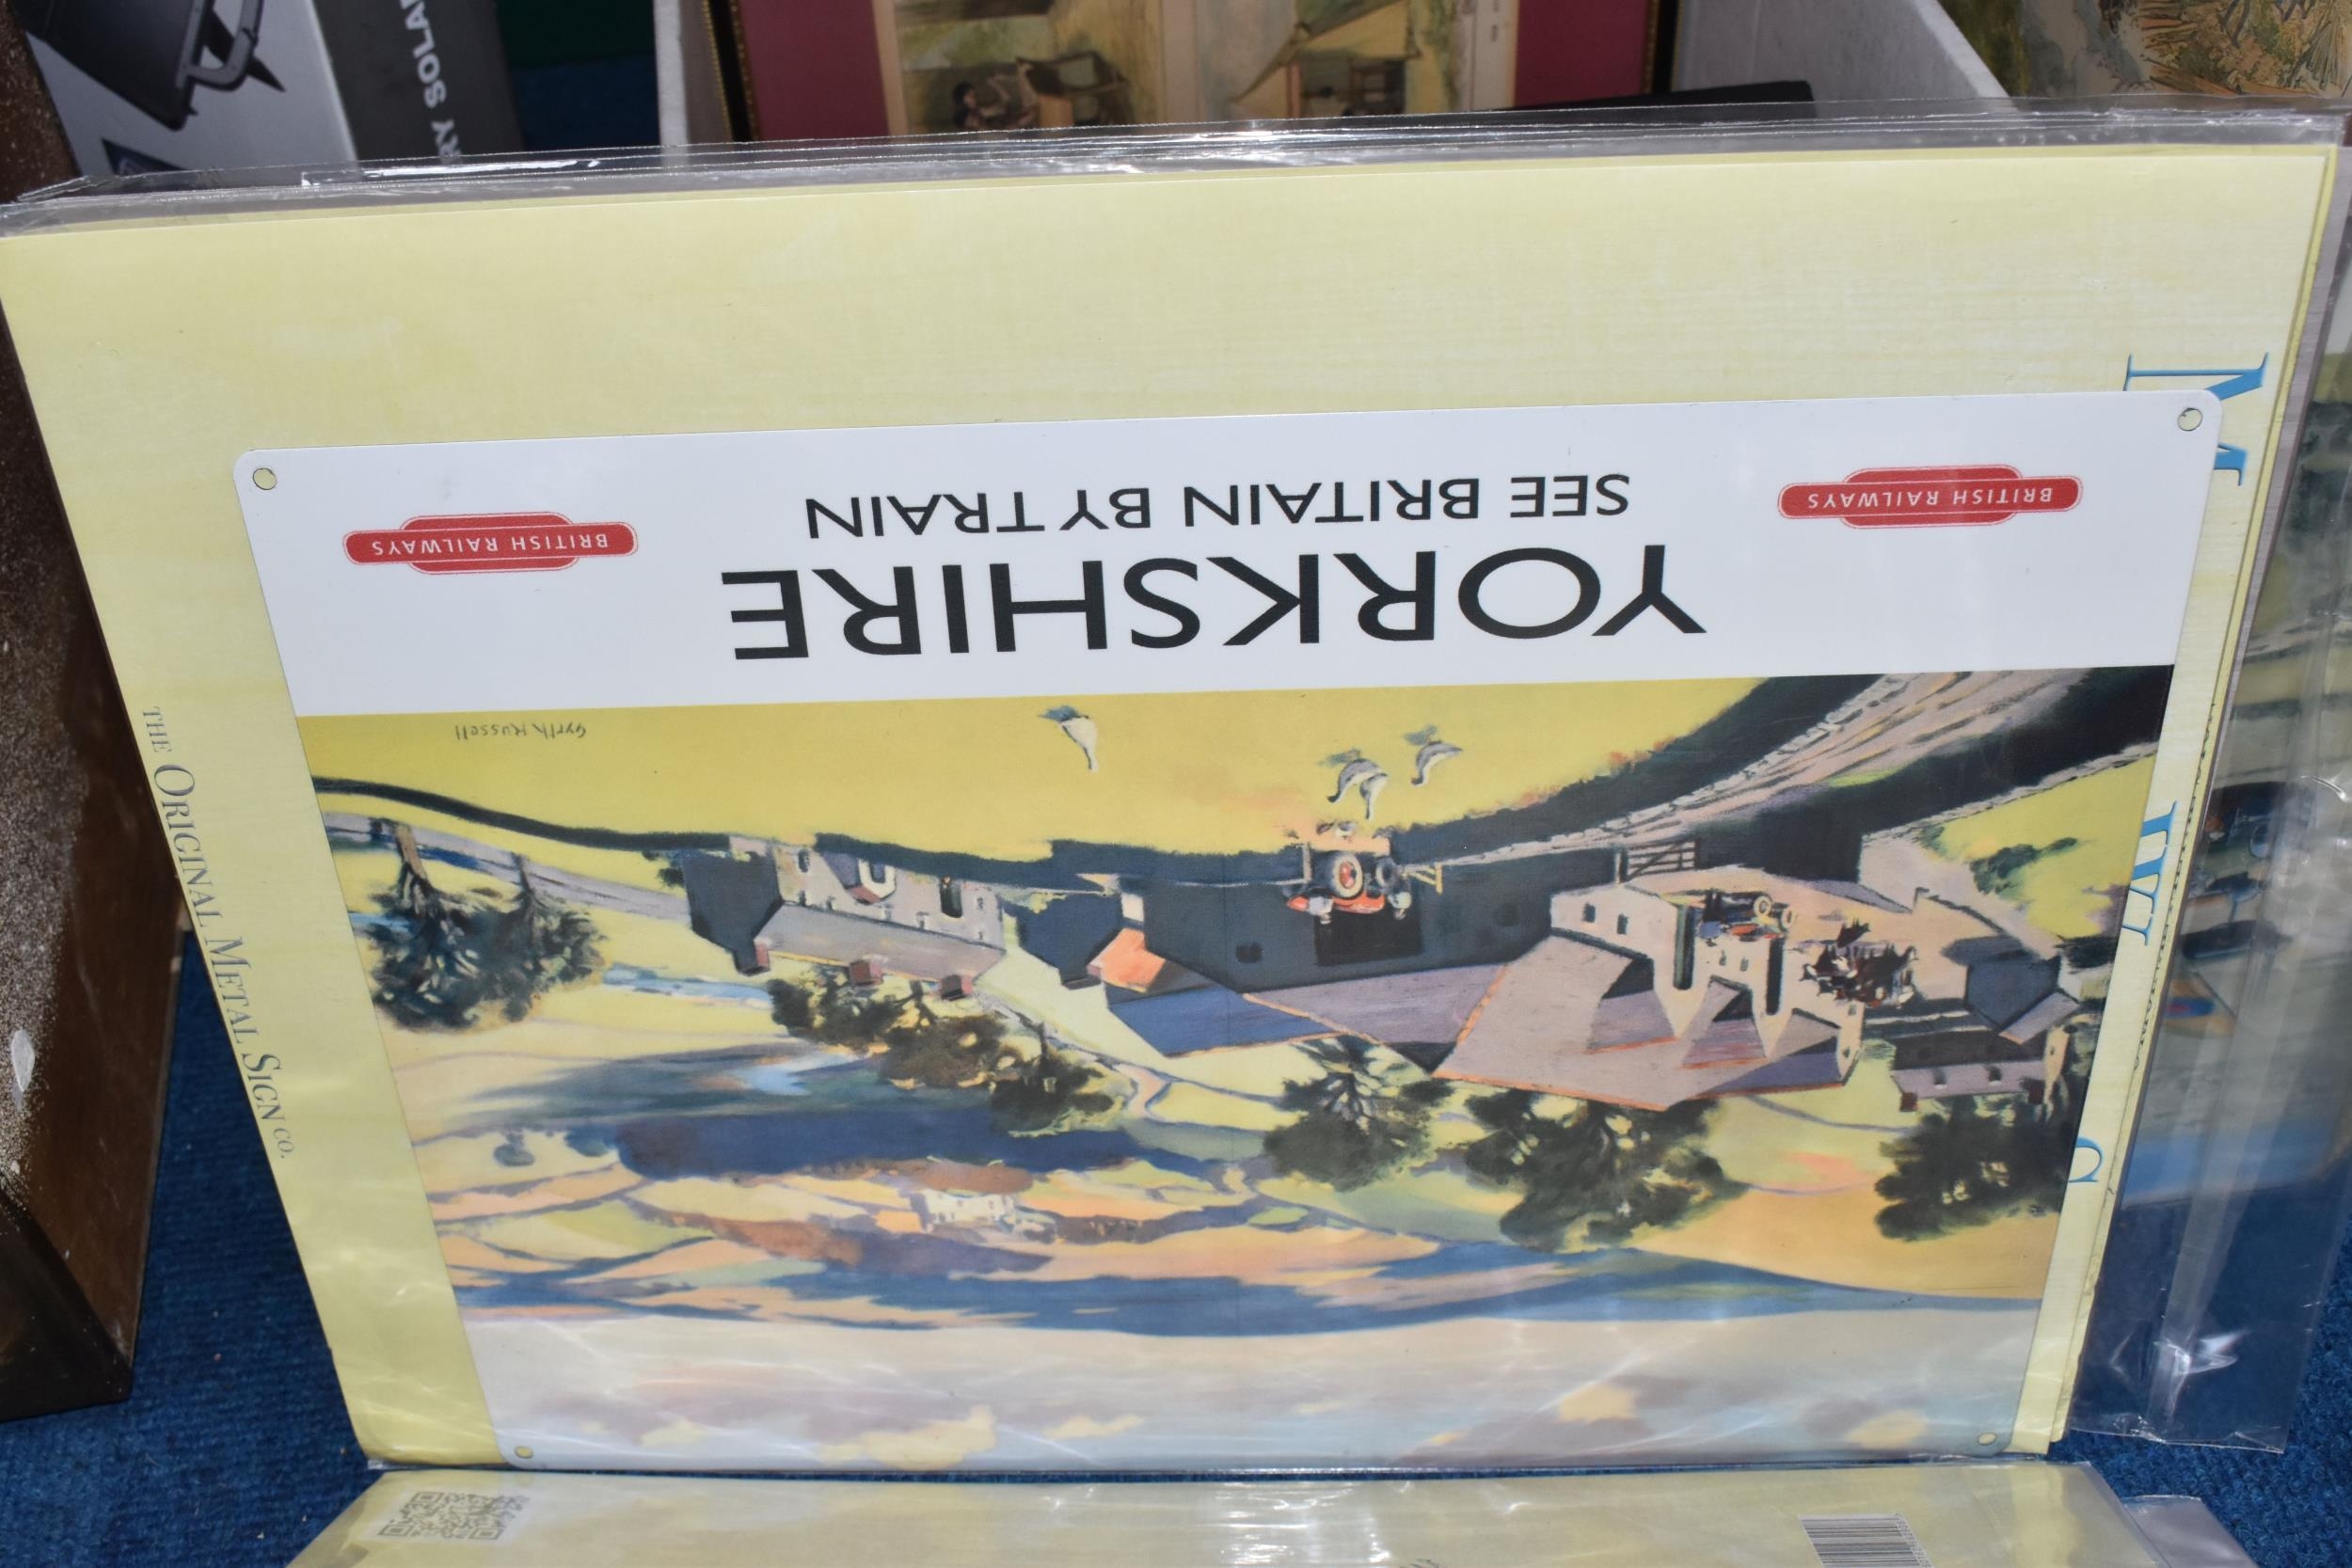 YORKSHIRE
SEE BRITAIN BY TRAIN
BRITISH RAILWAYS
BRITISH RAILWAYS
Gyrth Russell
THE ORIGINAL METAL SIGN CO.